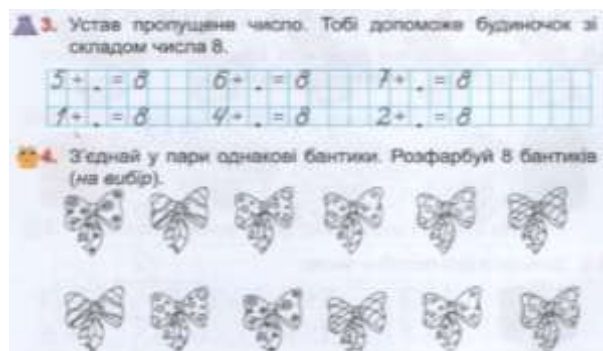 3. Устав пропущене число. Тобі допоможе будиночок зі
складом числа 8.
5 + . = 8 6 + . = 8 7 + . = 8
1 + . = 8 4 + . = 8 2 + . = 8
4. З'єднай у пари однакові бантики. Розфарбуй 8 бантиків
(на вибір).